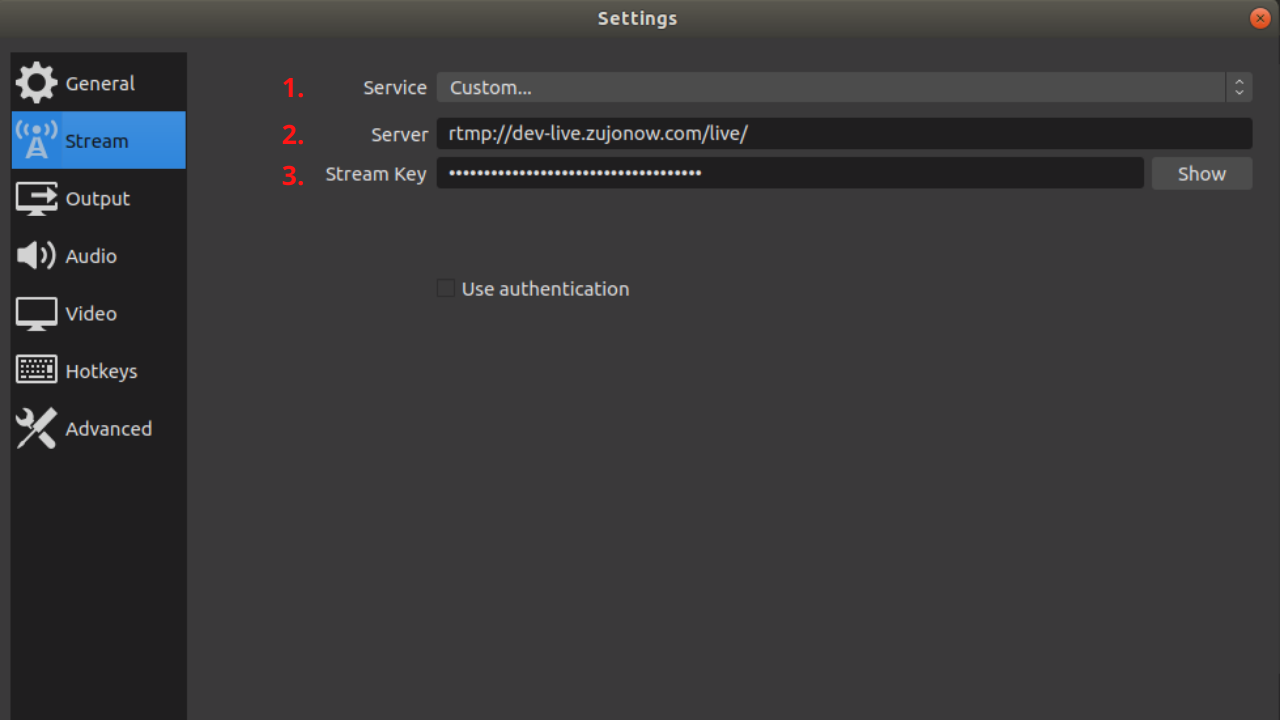 Settings
General
Stream
Output
Audio
Video
Hotkeys
Advanced
1. Service Custom...
2. Server rtmp://dev-live.zujonow.com/live/
3. Stream Key •••••••••••••••••••••••••••••••••••• Show
Use authentication